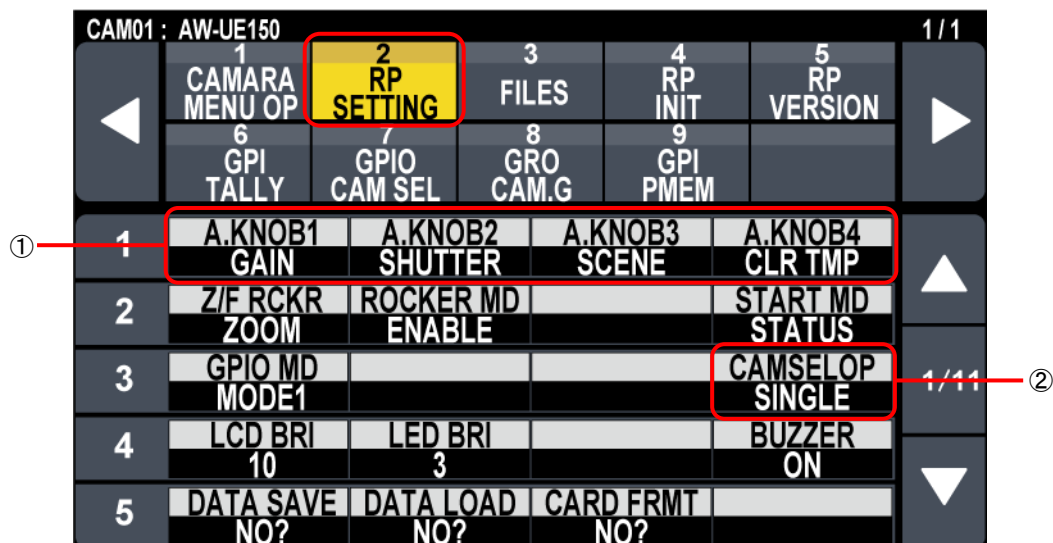 CAM01 : AW-UE150 1/1
1 2 3 4 5
CAMARA RP FILES RP RP
MENU OP SETTING INIT VERSION
6 7 8 9
GPI GPIO GRO GPI
TALLY CAM SEL CAM.G PMEM
① 1 A.KNOB1 A.KNOB2 A.KNOB3 A.KNOB4
GAIN SHUTTER SCENE CLR TMP
2 Z/F RCKR ROCKER MD START MD
ZOOM ENABLE STATUS
3 GPIO MD CAMSELOP 1/11 ②
MODE1 SINGLE
4 LCD BRI LED BRI BUZZER
10 3 ON
5 DATA SAVE DATA LOAD CARD FRMT
NO? NO? NO?